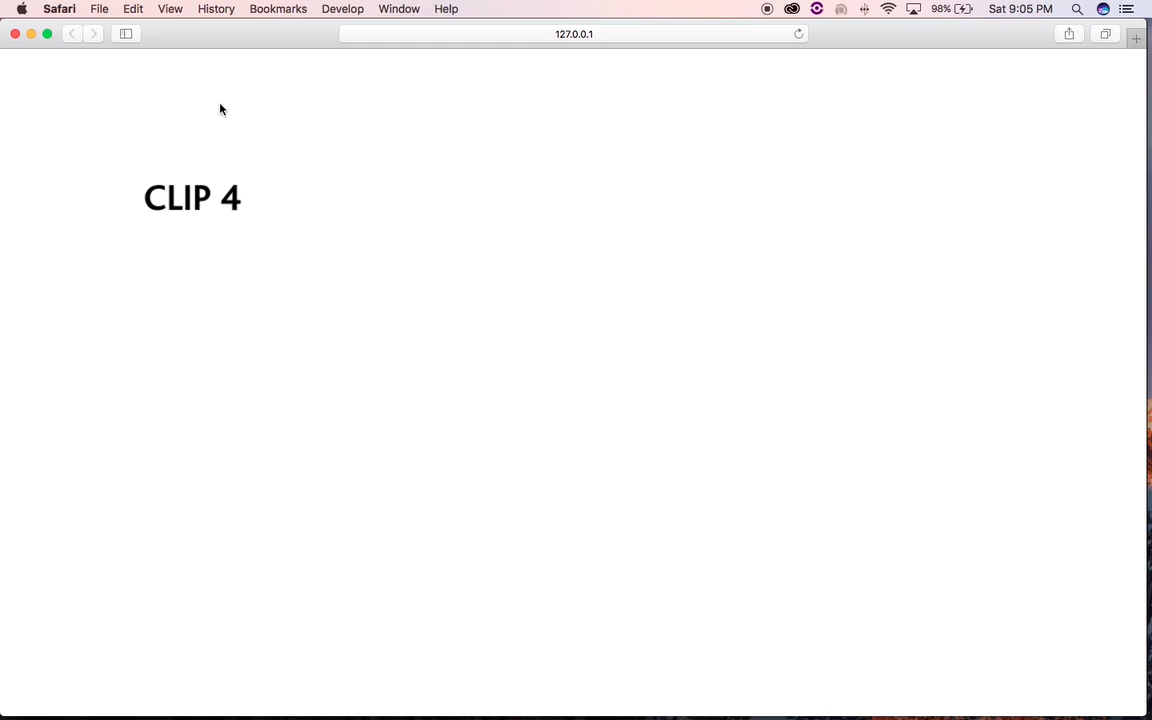 Safari File Edit View History Bookmarks Develop Window Help 98% Sat 9:05 PM
127.0.0.1
CLIP 4